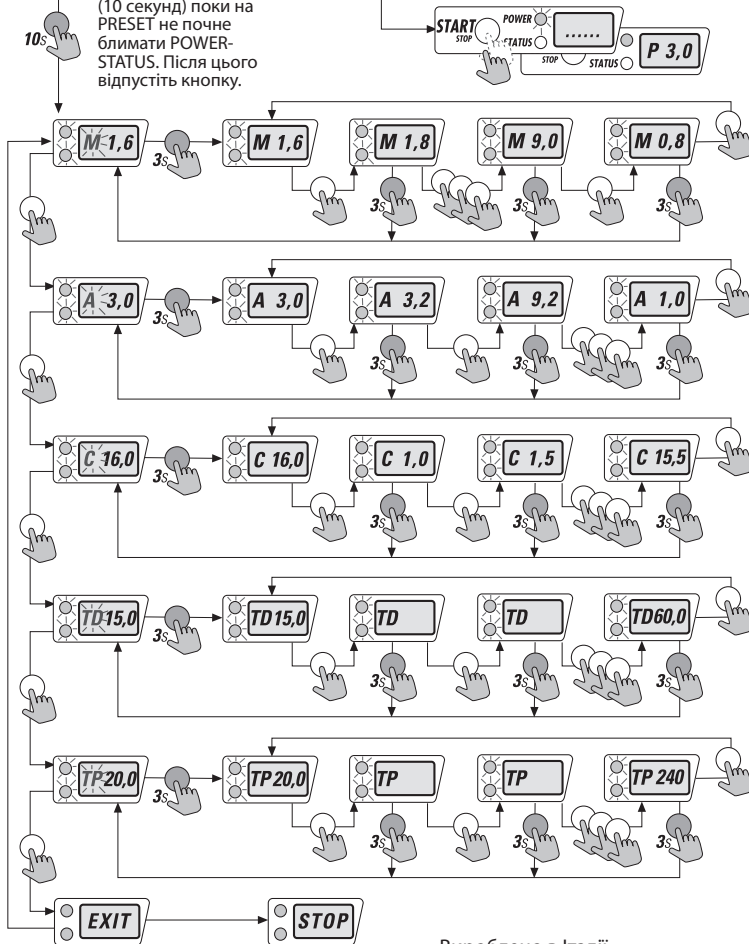 (10 секунд) поки на
PRESET не почне
блимати POWER-
STATUS. Після цього
відпустіть кнопку.
10s
START
STOP
POWER
STATUS
......
STOP
STATUS
P 3,0
M 1,6
3s
M 1,6
M 1,8
M 9,0
M 0,8
3s
3s
3s
A 3,0
3s
A 3,0
A 3,2
A 9,2
A 1,0
3s
3s
3s
C 16,0
3s
C 16,0
C 1,0
C 1,5
C 15,5
3s
3s
3s
TD 15,0
3s
TD 15,0
TD
TD
TD60,0
3s
3s
3s
TP 20,0
3s
TP 20,0
TP
TP
TP 240
3s
3s
3s
EXIT
STOP